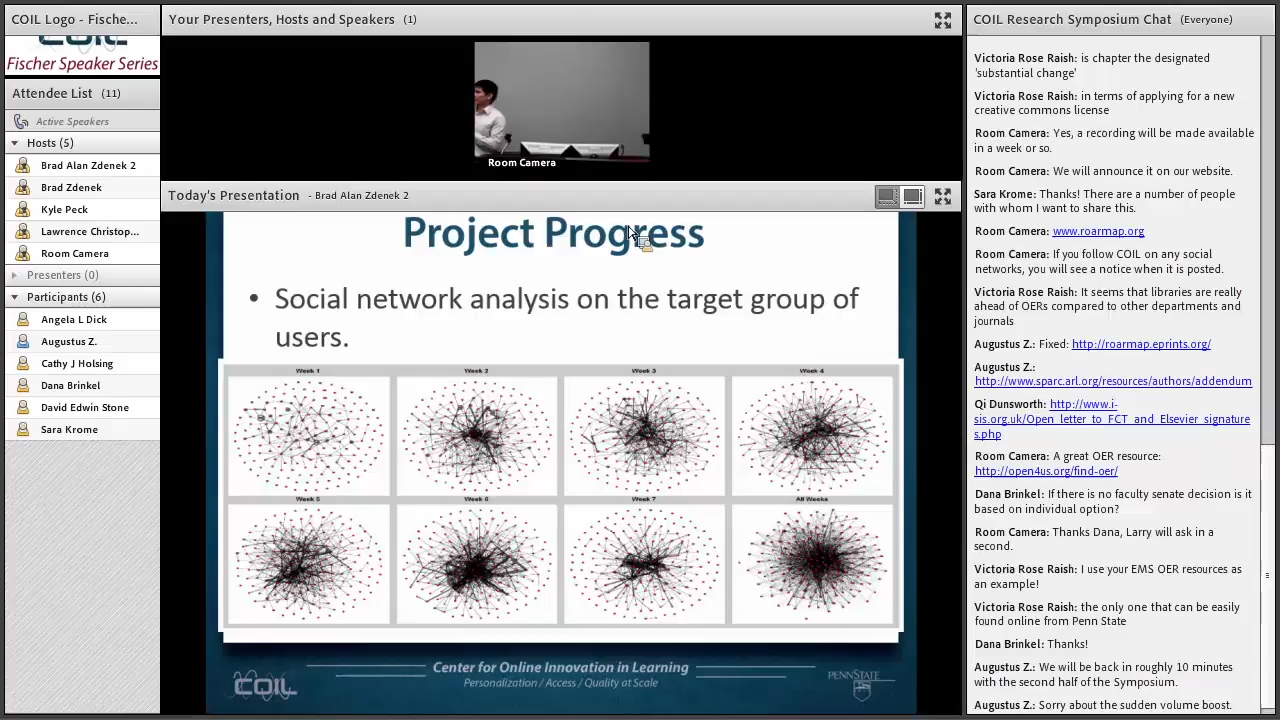 COIL Logo - Fische...
COIL
Fischer Speaker Series
Attendee List (11)
Active Speakers
Hosts (5)
Brad Alan Zdenek 2
Brad Zdenek
Kyle Peck
Lawrence Christop...
Room Camera
Presenters (0)
Participants (6)
Angela L Dick
Augustus Z.
Cathy J Holsing
Dana Brinkel
David Edwin Stone
Sara Krome
Your Presenters, Hosts and Speakers (1)
Room Camera
Today's Presentation - Brad Alan Zdenek 2
Project Progress
• Social network analysis on the target group of
users.
Week 1
Week 2
Week 3
Week 4
Week 5
Week 6
Week 7
All Weeks
COIL
Center for Online Innovation in Learning
Personalization / Access / Quality at Scale
PENNSTATE
COIL Research Symposium Chat (Everyone)
Victoria Rose Raish: is chapter the designated
'substantial change'
Victoria Rose Raish: in terms of applying for a new
creative commons license
Room Camera: Yes, a recording will be made available
in a week or so.
Room Camera: We will announce it on our website.
Sara Krome: Thanks! There are a number of people
with whom I want to share this.
Room Camera: www.roarmap.org
Room Camera: If you follow COIL on any social
networks, you will see a notice when it is posted.
Victoria Rose Raish: It seems that libraries are really
ahead of OERs compared to other departments and
journals
Augustus Z.: Fixed: http://roarmap.eprints.org/
Augustus Z.:
http://www.sparc.arl.org/resources/authors/addendum
Qi Dunsworth: http://www.i-
sis.org.uk/Open_letter_to_FCT_and_Elsevier_signature
s.php
Room Camera: A great OER resource:
http://open4us.org/find-oer/
Dana Brinkel: If there is no faculty senate decision is it
based on individual option?
Room Camera: Thanks Dana, Larry will ask in a
second.
Victoria Rose Raish: I use your EMS OER resources as
an example!
Victoria Rose Raish: the only one that can be easily
found online from Penn State
Dana Brinkel: Thanks!
Augustus Z.: We will be back in roughly 10 minutes
with the second half of the Symposium.
Augustus Z.: Sorry about the sudden volume boost.